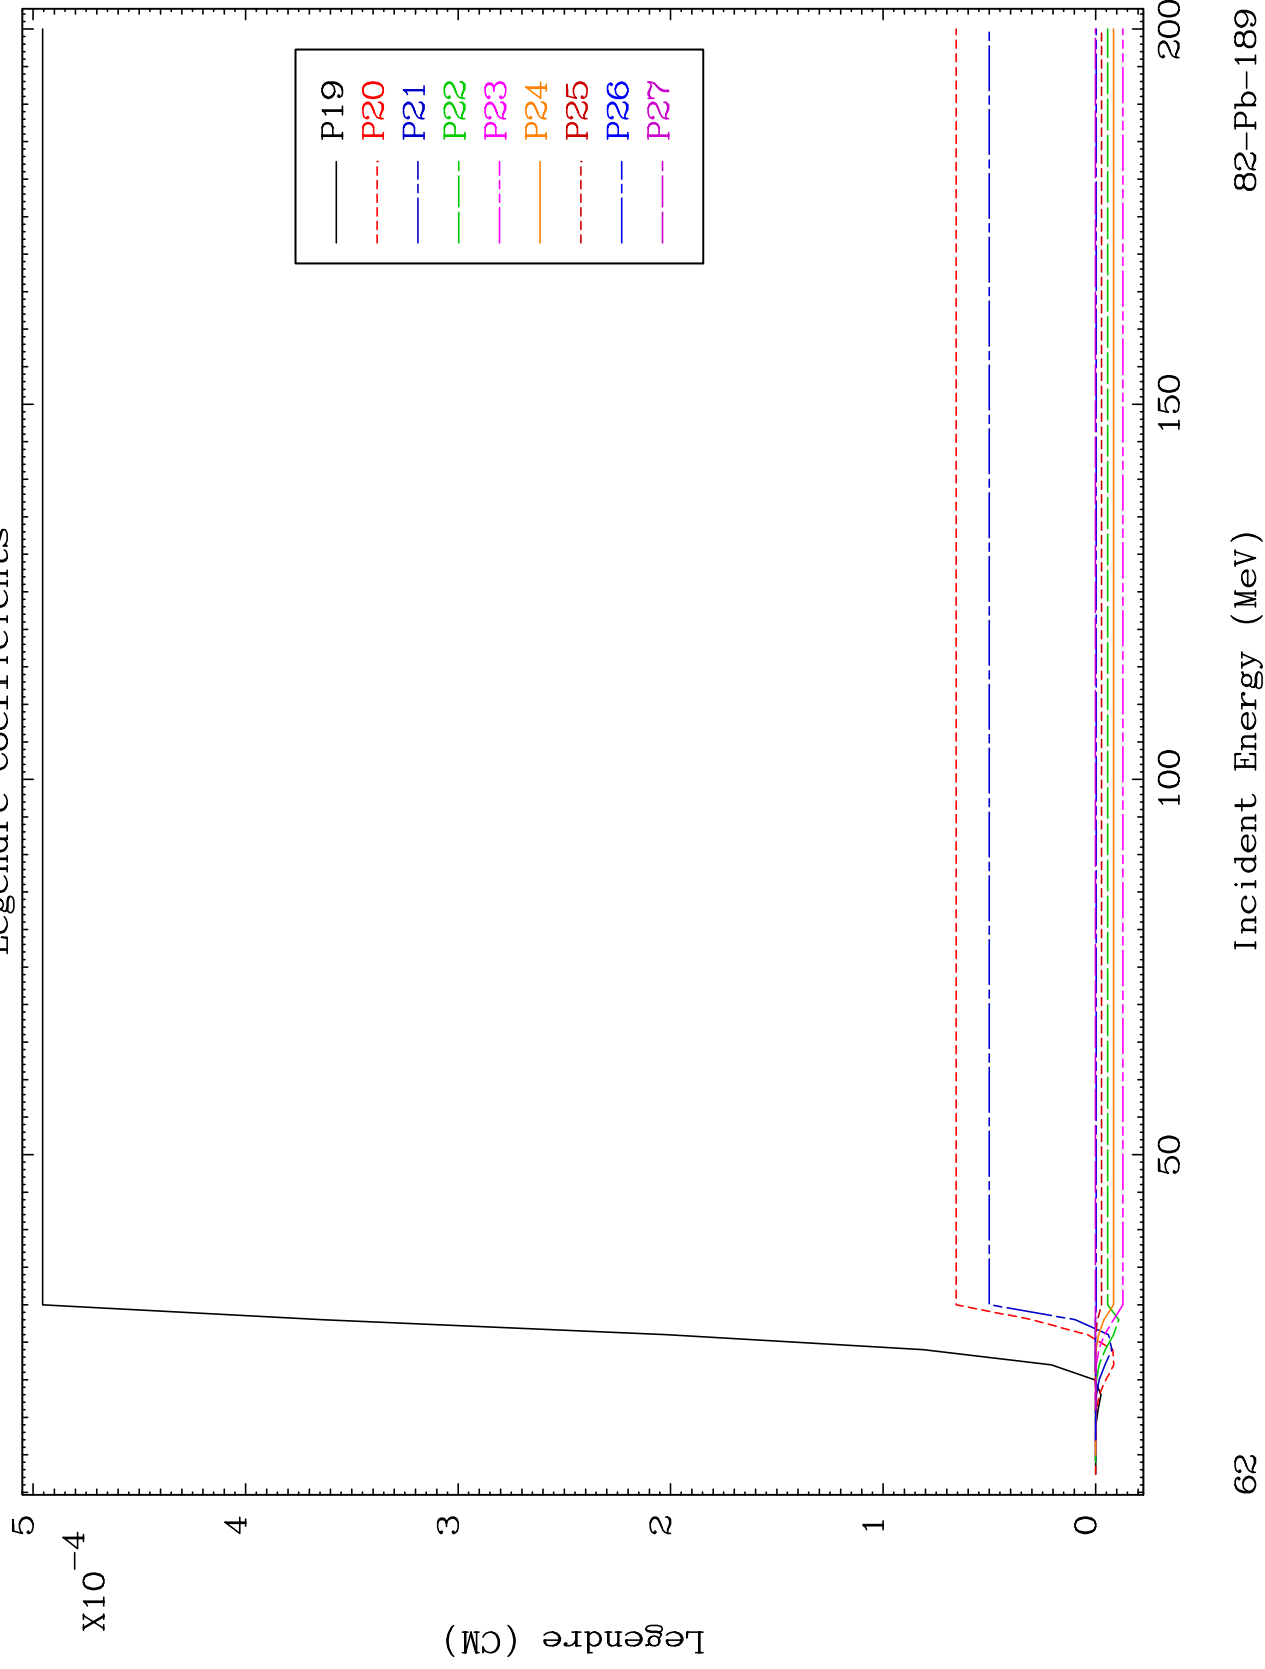 Legendre coefficients
P19
P20
P21
P22
P23
P24
P25
P26
P27
5
4
3
2
1
0
X10-4
Legendre (CM)
50
100
150
200
Incident Energy (MeV)
62
82-Pb-189